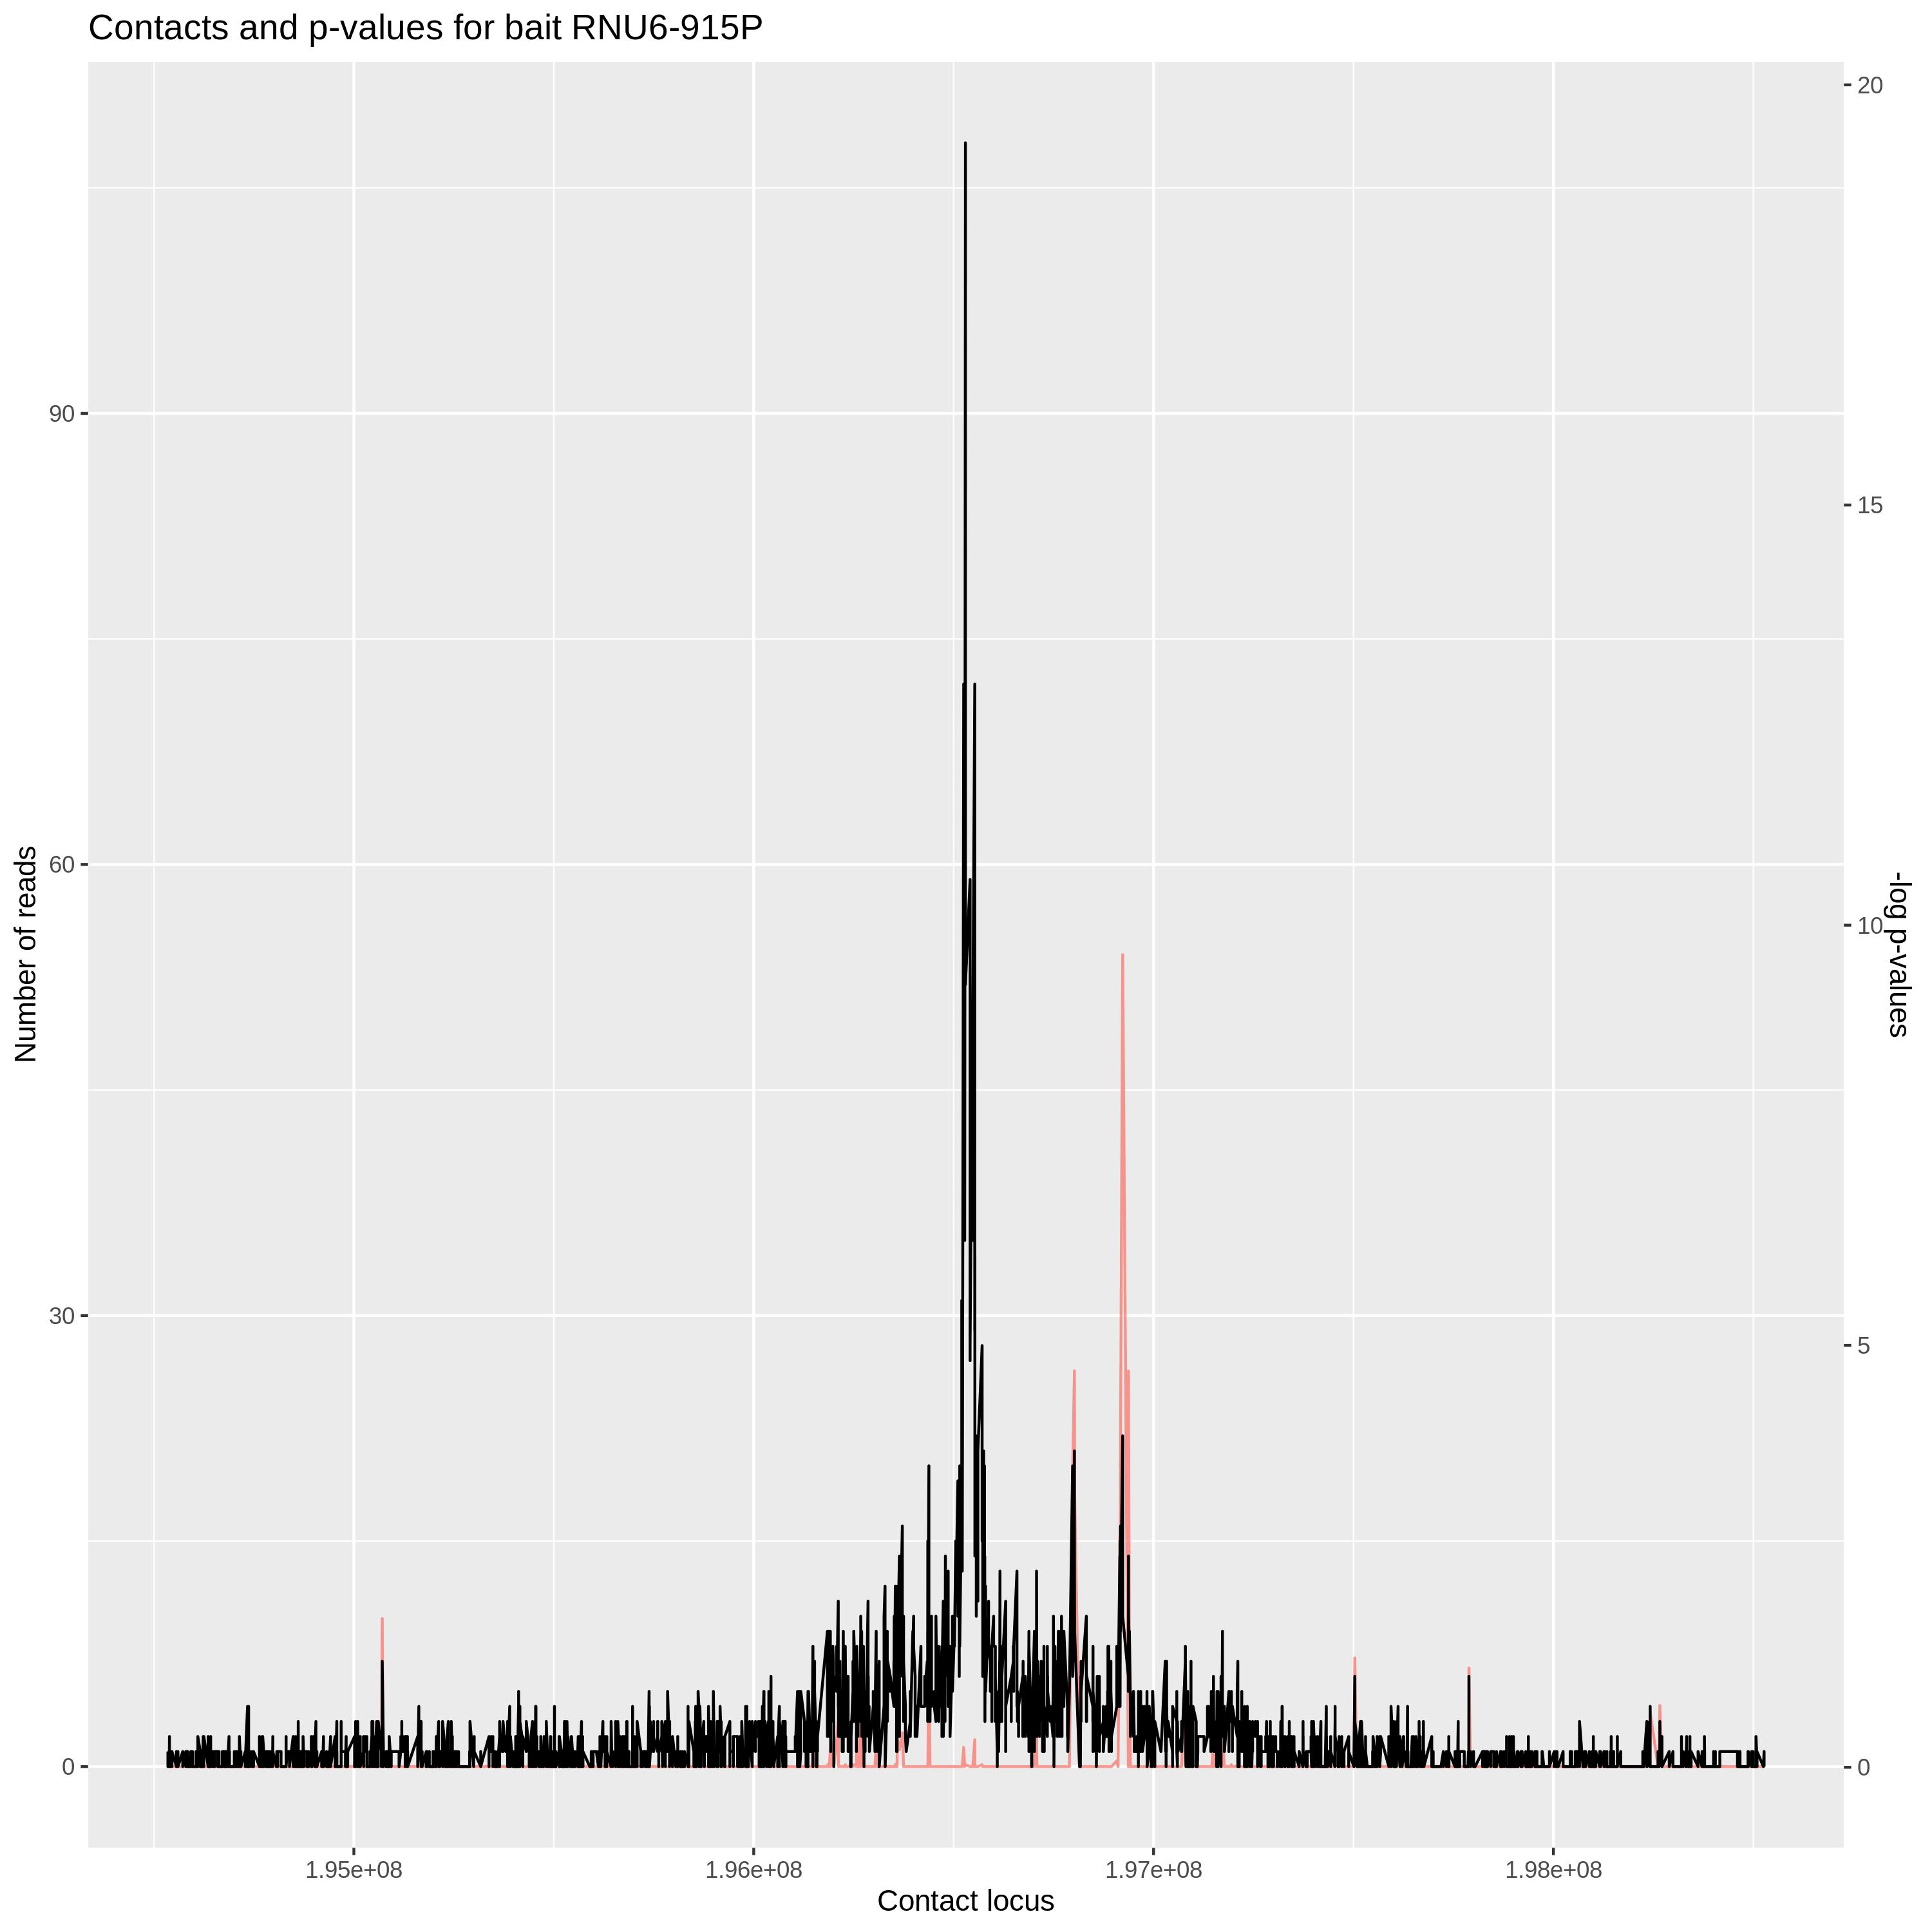 Contacts and p-values for bait RNU6-915P
20
15
10
5
0
-log p-values
90
60
30
0
Number of reads
1.95e+08 1.96e+08 1.97e+08 1.98e+08
Contact locus